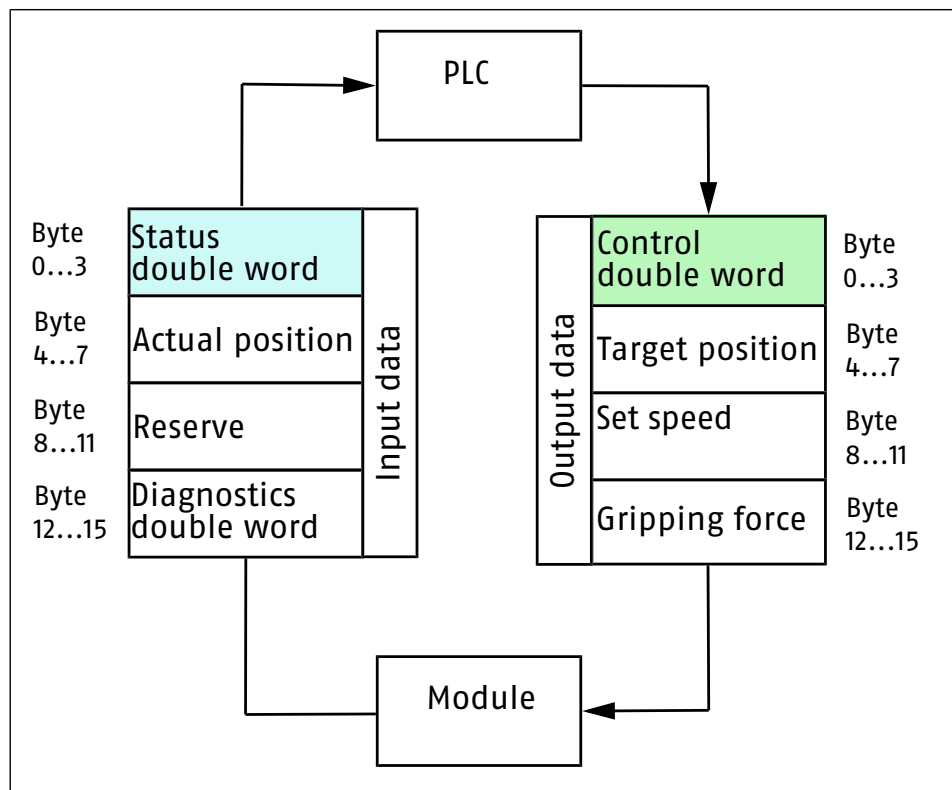 PLC
Byte
0...3
Status
double word
Byte
4...7
Actual position
Byte
8...11
Reserve
Byte
12...15
Diagnostics
double word
Input data
Output data
Control
double word
Byte
0...3
Target position
Byte
4...7
Set speed
Byte
8...11
Gripping force
Byte
12...15
Module